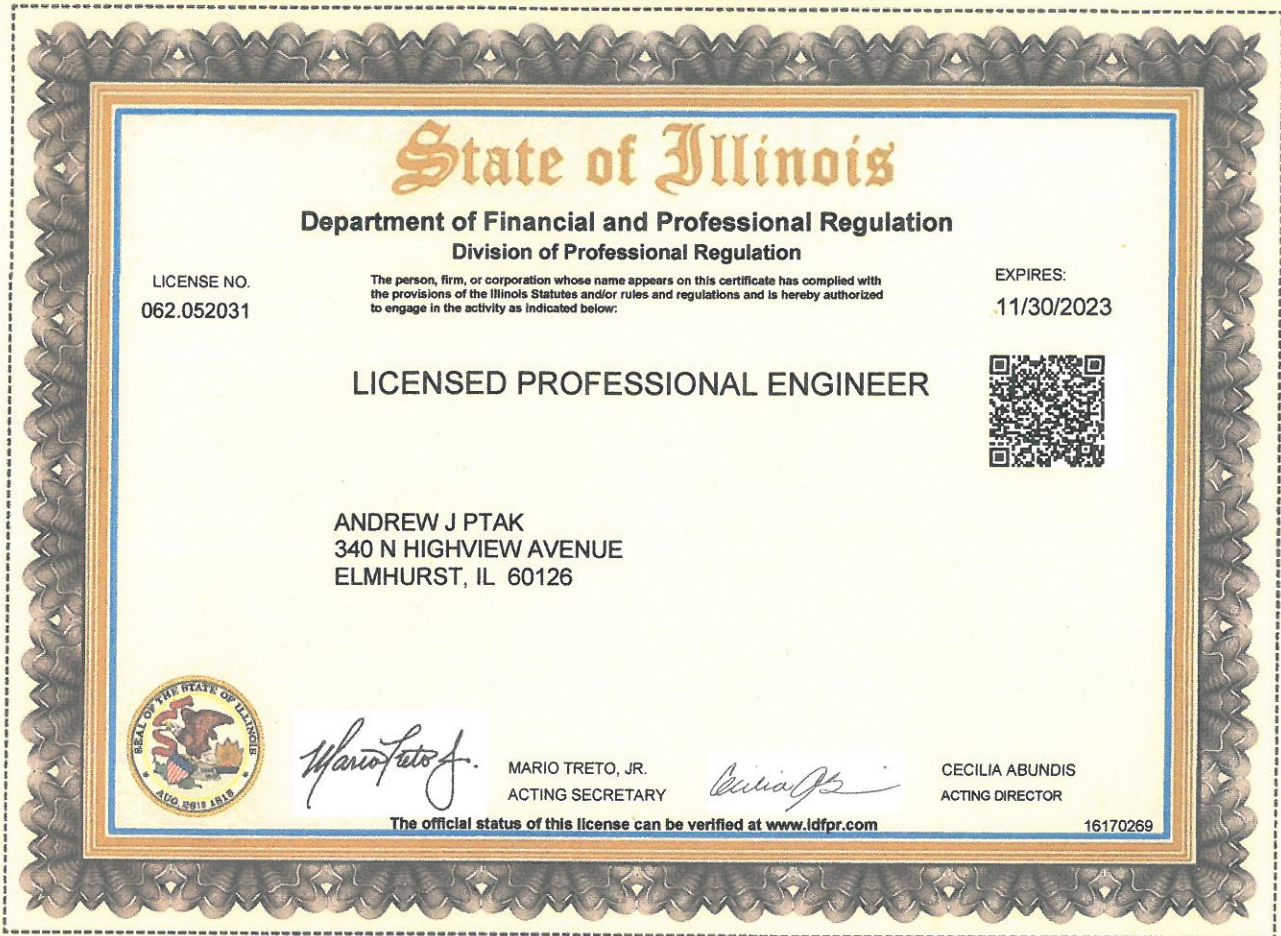 State of Illinois
Department of Financial and Professional Regulation
Division of Professional Regulation
LICENSE NO.
062.052031
The person, firm, or corporation whose name appears on this certificate has complied with
the provisions of the Illinois Statutes and/or rules and regulations and is hereby authorized
to engage in the activity as indicated below:
EXPIRES:
11/30/2023
LICENSED PROFESSIONAL ENGINEER
ANDREW J PTAK
340 N HIGHVIEW AVENUE
ELMHURST, IL 60126
SEAL OF THE STATE OF ILLINOIS
AUG. 26TH 1818
Mario Treto Jr.
MARIO TRETO, JR.
ACTING SECRETARY
CECILIA ABUNDIS
ACTING DIRECTOR
The official status of this license can be verified at www.idfpr.com
16170269